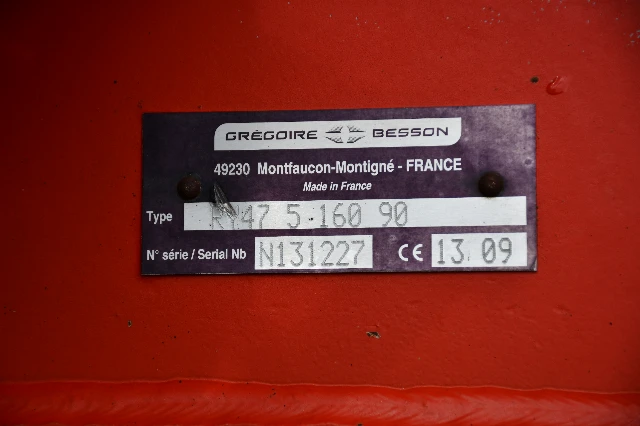 GRÉGOIRE BESSON
49230 Montfaucon-Montigné - FRANCE
Made in France
Type RY47 5 160 90
N° série / Serial Nb N131227 CE 13 09